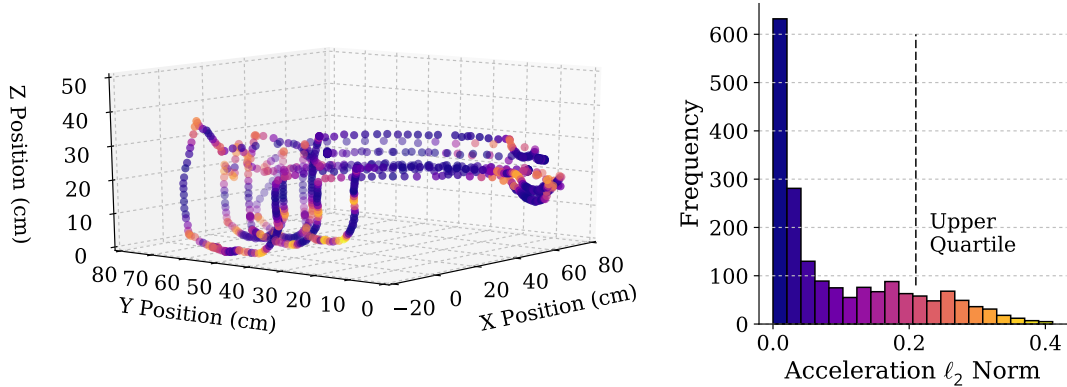 50
40
30
20
10
0
Z Position (cm)
80 70 60 50 40 30 20 10 0
Y Position (cm)
−20 0 20 40 60 80
X Position (cm)
600
500
400
300
200
100
0
Frequency
Upper
Quartile
0.0 0.2 0.4
Acceleration ℓ₂ Norm